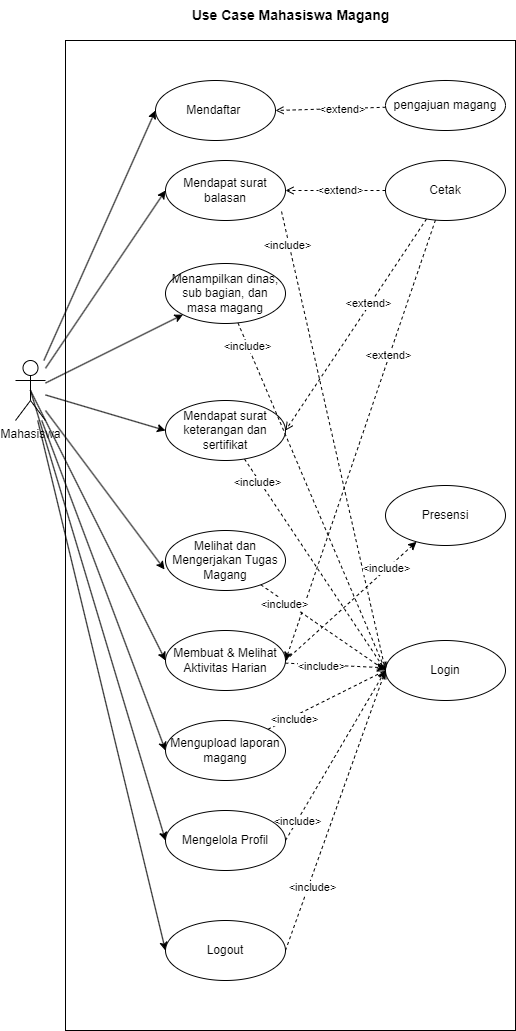 Use Case Mahasiswa Magang
Mendaftar
<extend>
pengajuan magang
Mendapat surat
balasan
<extend>
Cetak
<include>
Menampilkan dinas,
sub bagian, dan
masa magang
<extend>
<include>
<extend>
Mahasiswa
Mendapat surat
keterangan dan
sertifikat
<include>
Presensi
Melihat dan
Mengerjakan Tugas
Magang
<include>
<include>
Membuat & Melihat
Aktivitas Harian
<include>
Login
<include>
Mengupload laporan
magang
<include>
Mengelola Profil
<include>
Logout